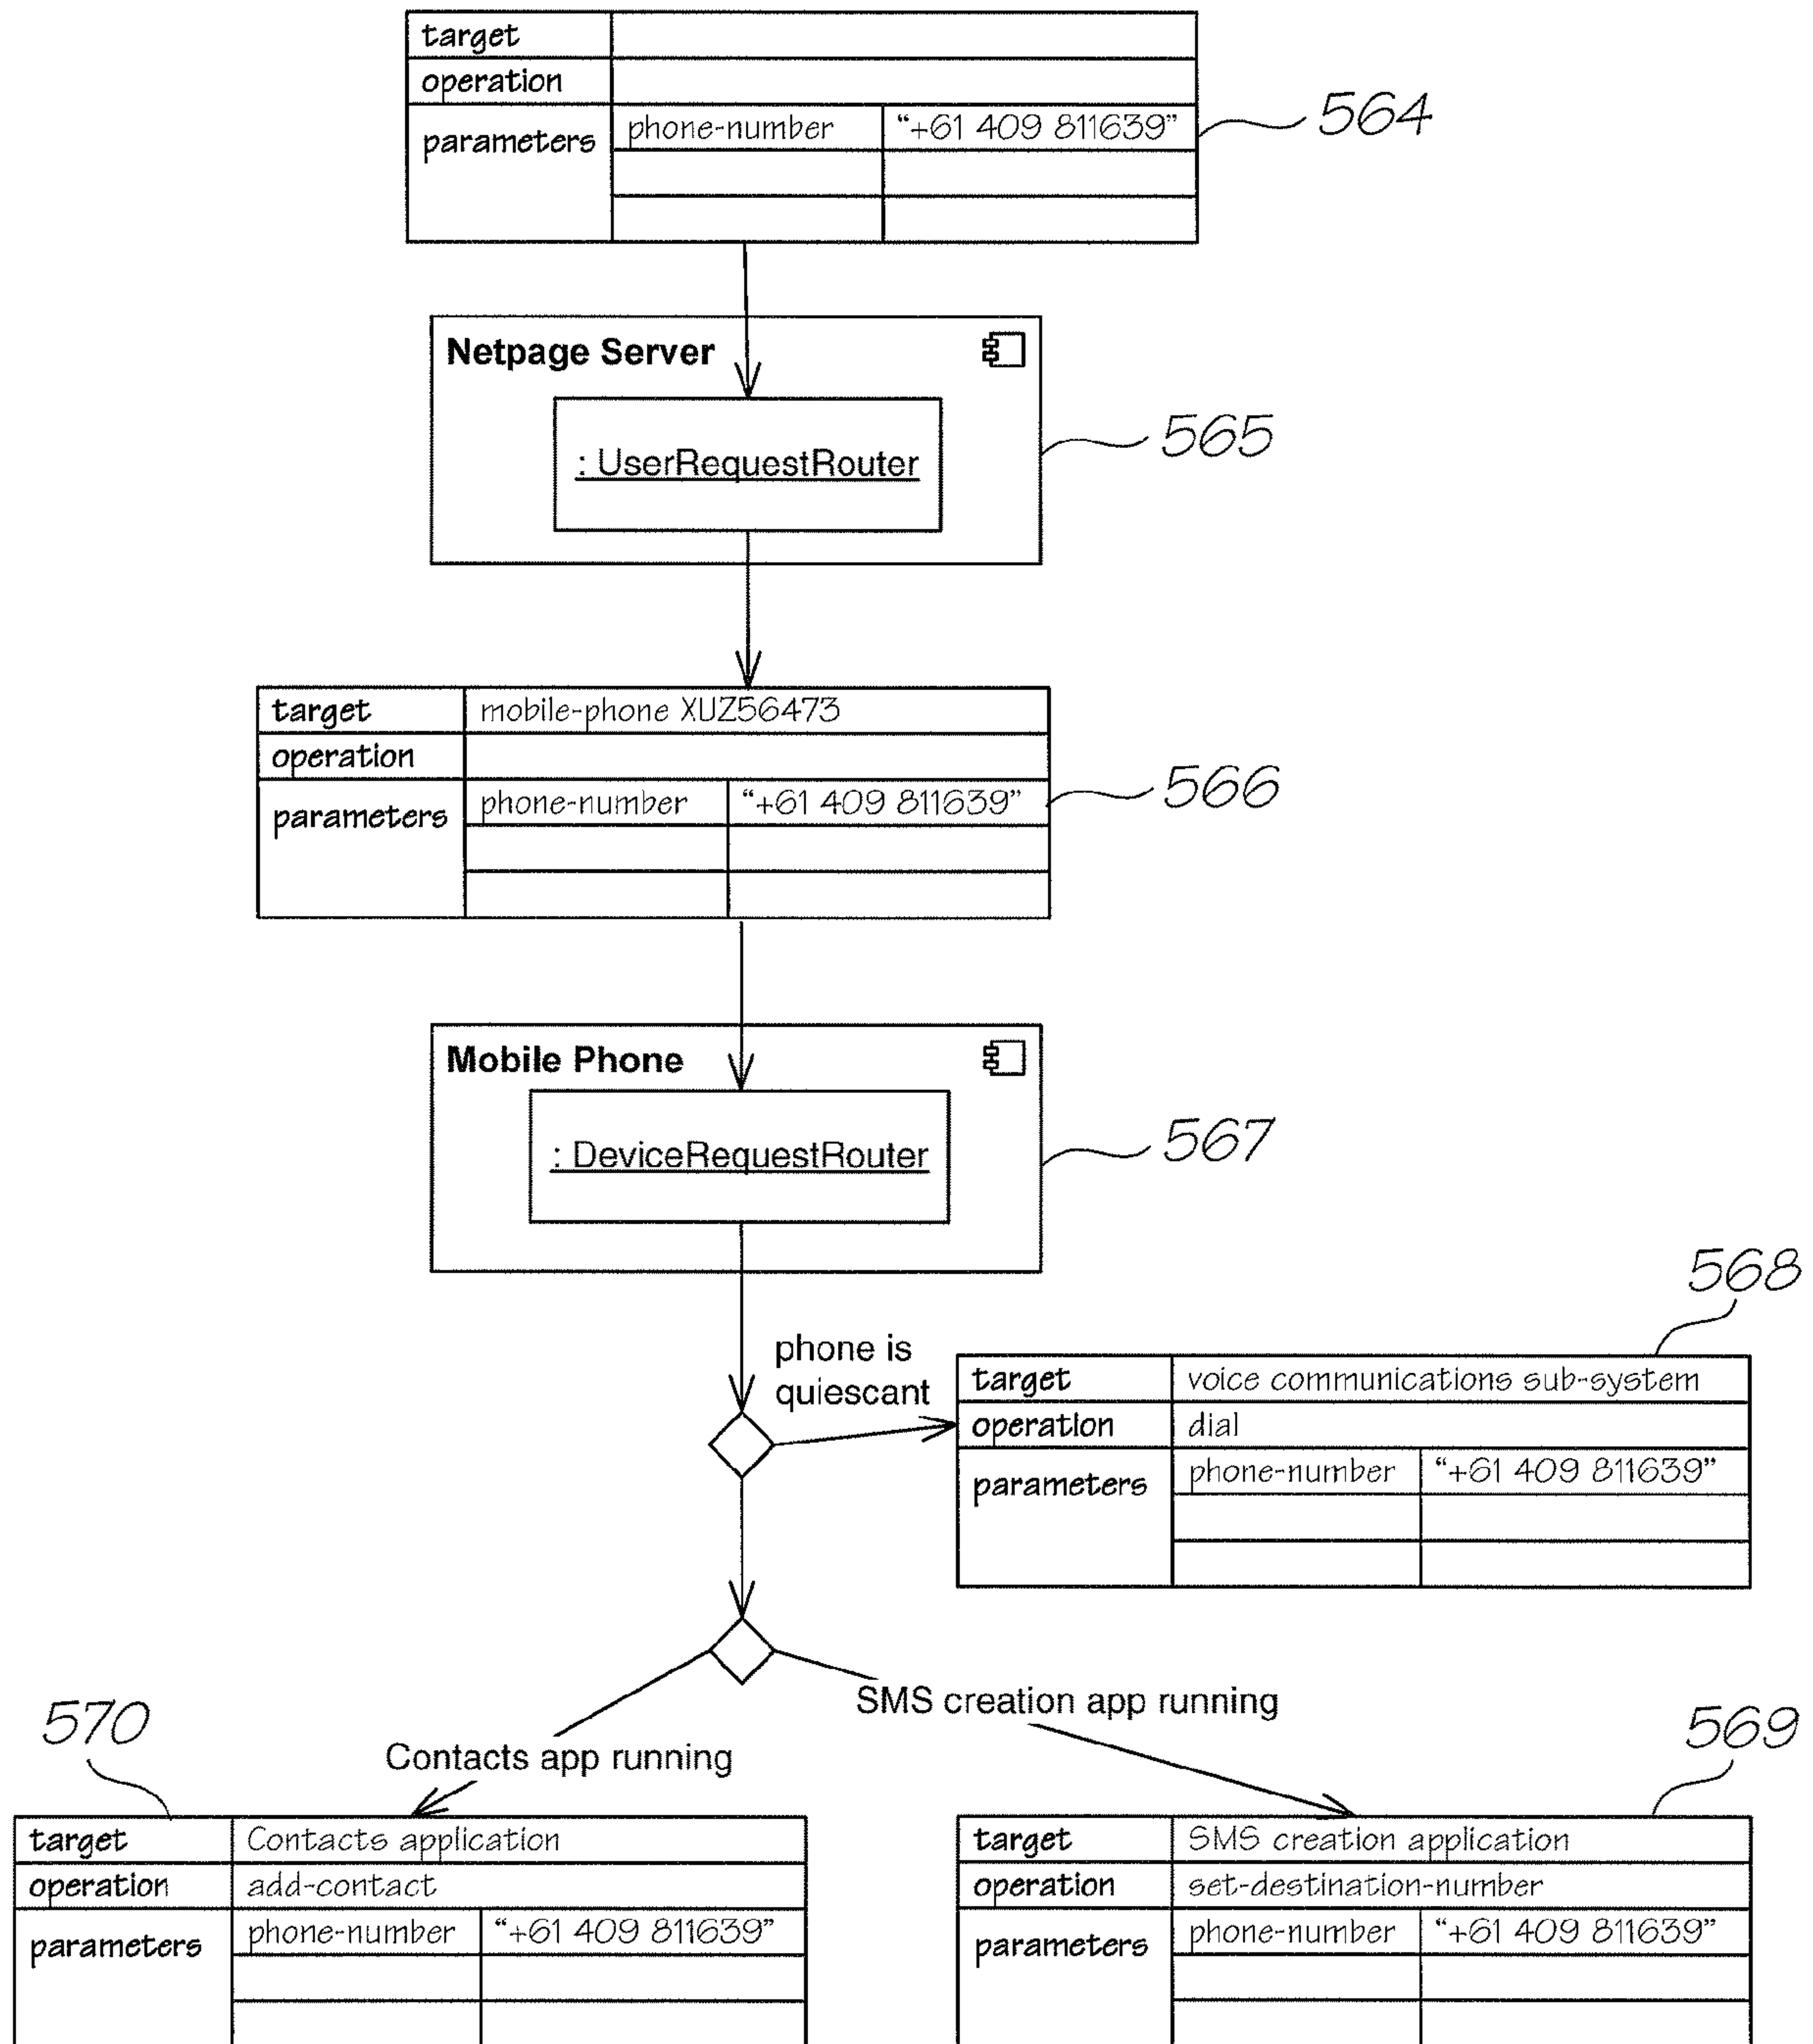 target
operation
parameters phone-number “+61 409 811639”
564
Netpage Server
: UserRequestRouter
565
target mobile-phone XUZ56473
operation
parameters phone-number “+61 409 811639”
566
Mobile Phone
: DeviceRequestRouter
567
phone is
quiescant
568
target voice communications sub-system
operation dial
parameters phone-number “+61 409 811639”
SMS creation app running
Contacts app running
570
target Contacts application
operation add-contact
parameters phone-number “+61 409 811639”
569
target SMS creation application
operation set-destination-number
parameters phone-number “+61 409 811639”